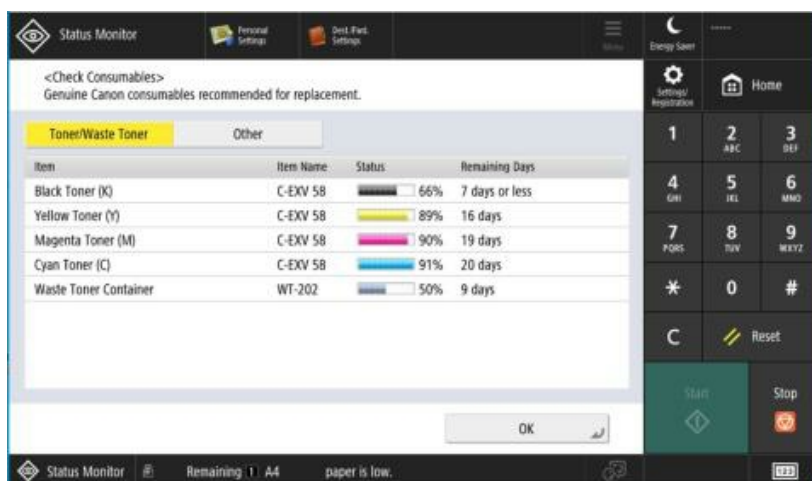 Status Monitor
Personal Settings
Dest./Fwd. Settings
Menu
Energy Saver
-----
<Check Consumables>
Genuine Canon consumables recommended for replacement.
Settings/Registration
Home
Toner/Waste Toner Other
Item Item Name Status Remaining Days
Black Toner (K) C-EXV 58 66% 7 days or less
Yellow Toner (Y) C-EXV 58 89% 16 days
Magenta Toner (M) C-EXV 58 90% 19 days
Cyan Toner (C) C-EXV 58 91% 20 days
Waste Toner Container WT-202 50% 9 days
OK
1 2 ABC 3 DEF
4 GHI 5 JKL 6 MNO
7 PQRS 8 TUV 9 WXYZ
* 0 #
C Reset
Start Stop
Status Monitor Remaining 1 A4 paper is low.
123